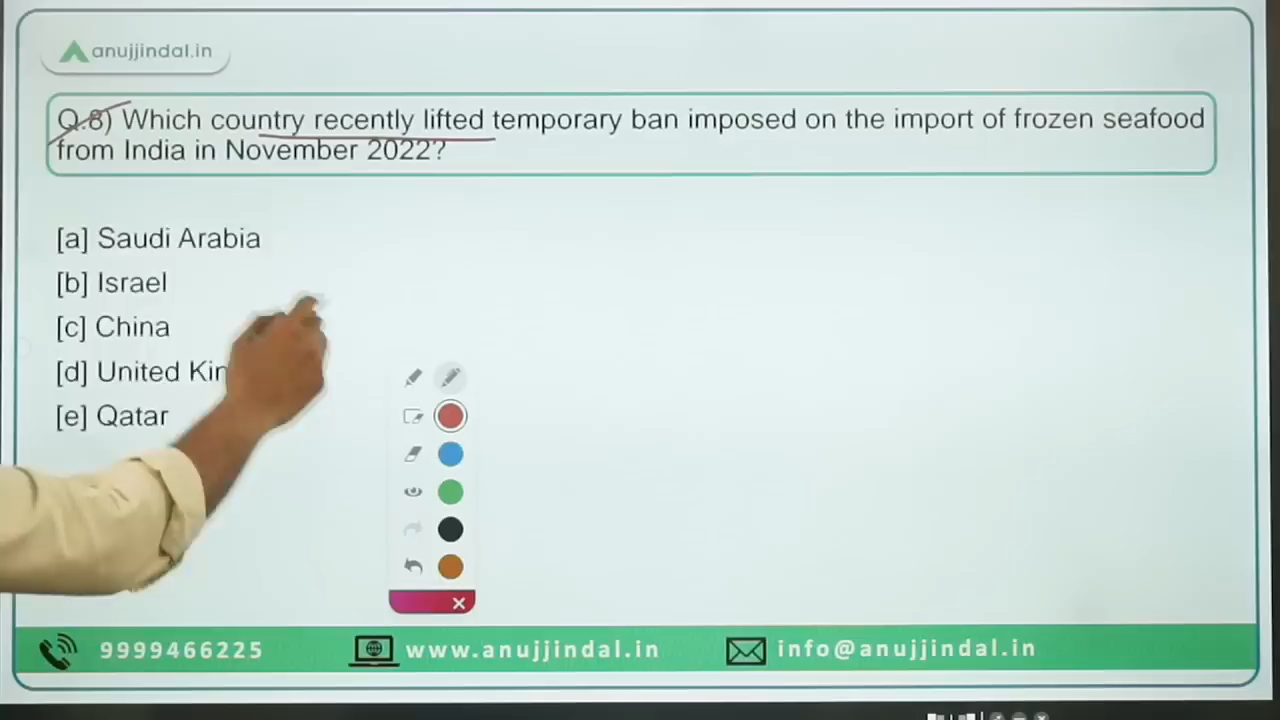 anujjindal.in
Q.8) Which country recently lifted temporary ban imposed on the import of frozen seafood
from India in November 2022?
[a] Saudi Arabia
[b] Israel
[c] China
[d] United
[e] Qatar
9999466225
www.anujjindal.in
info@anujjindal.in